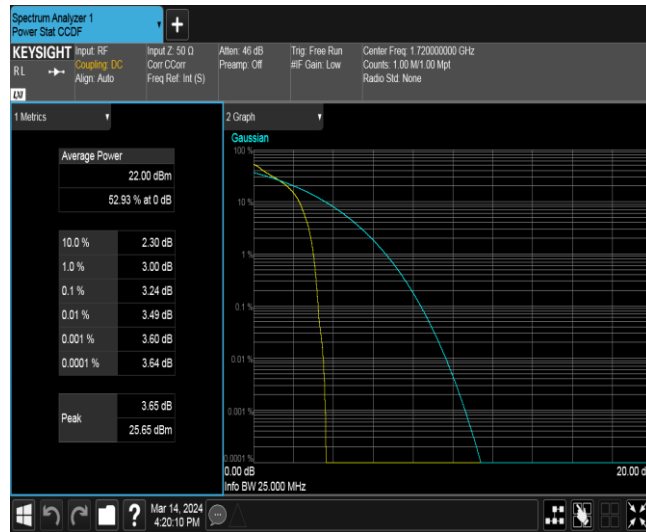 Spectrum Analyzer 1
Power Stat CCDF
+
KEYSIGHT
RL
LXI
Input: RF
Coupling: DC
Align: Auto
Input Z: 50 Ω
Corr CCorr
Freq Ref: Int (S)
Atten: 46 dB
Preamp: Off
Trig: Free Run
#IF Gain: Low
Center Freq: 1.720000000 GHz
Counts: 1.00 M/1.00 Mpt
Radio Std: None
1 Metrics
Average Power
22.00 dBm
52.93 % at 0 dB
10.0 % 2.30 dB
1.0 % 3.00 dB
0.1 % 3.24 dB
0.01 % 3.49 dB
0.001 % 3.60 dB
0.0001 % 3.64 dB
Peak
3.65 dB
25.65 dBm
2 Graph
Gaussian
100 %
10 %
1 %
0.1 %
0.01 %
0.001 %
0.0001 %
0.00 dB 20.00 d
Info BW 25.000 MHz
?
Mar 14, 2024
4:20:10 PM